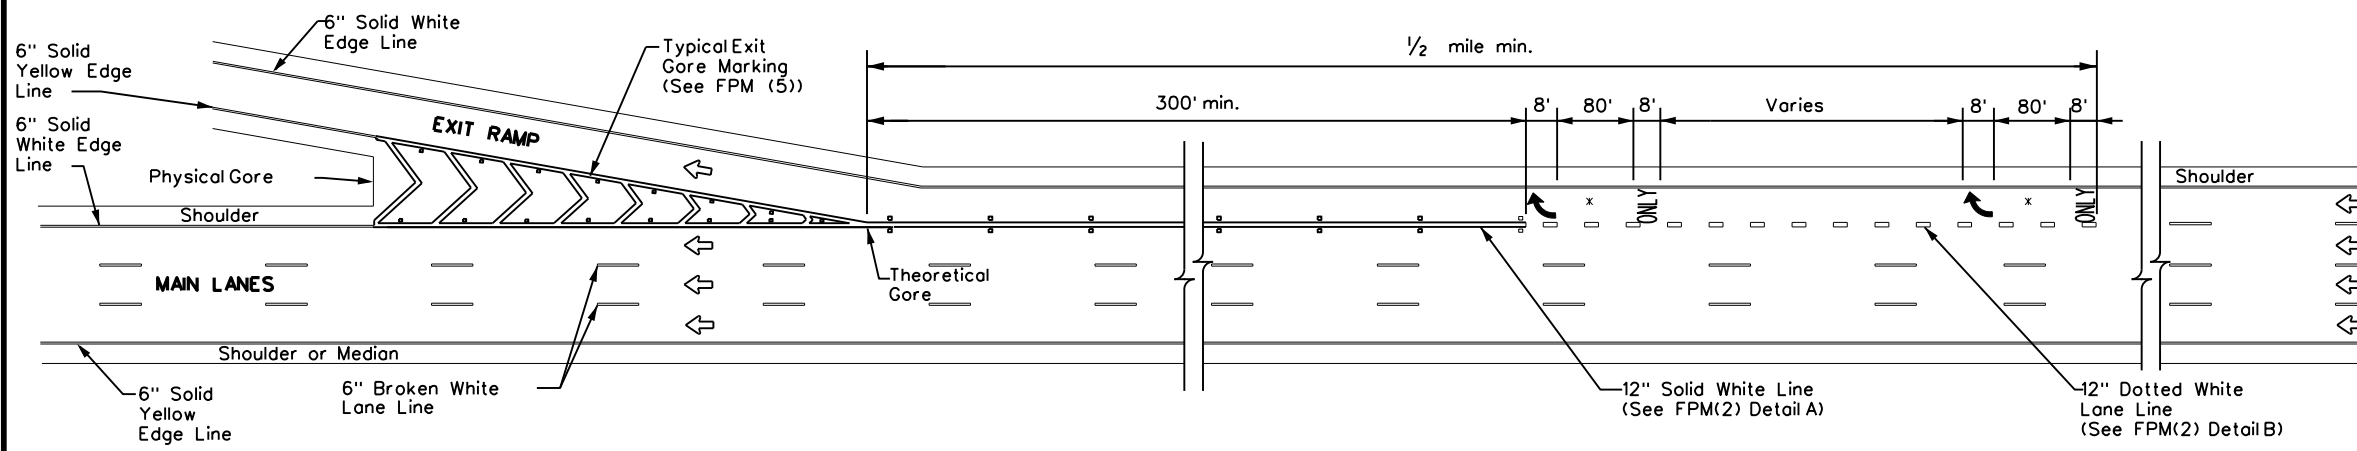 6" Solid White
Edge Line
6" Solid
Yellow Edge
Line
6" Solid
White Edge
Line
Typical Exit
Gore Marking
(See FPM (5))
1/2 mile min.
300' min.
8'
80'
8'
Varies
8'
80'
8'
EXIT RAMP
Physical Gore
Shoulder
Shoulder
*
ONLY
*
ONLY
MAIN LANES
Theoretical
Gore
Shoulder or Median
6" Solid
Yellow
Edge Line
6" Broken White
Lane Line
12" Solid White Line
(See FPM(2) Detail A)
12" Dotted White
Lane Line
(See FPM(2) Detail B)